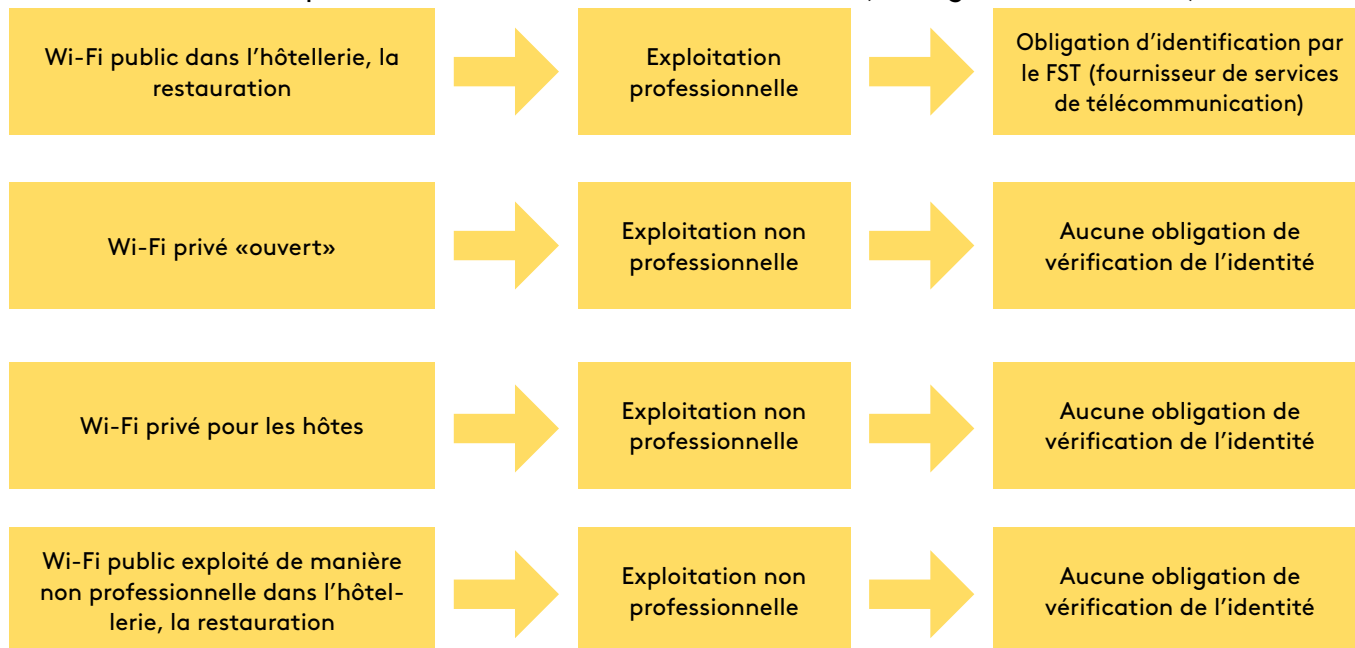 Wi-Fi public dans l’hôtellerie, la
restauration
Exploitation
professionnelle
Obligation d’identification par
le FST (fournisseur de services
de télécommunication)
Wi-Fi privé «ouvert»
Exploitation non
professionnelle
Aucune obligation de
vérification de l’identité
Wi-Fi privé pour les hôtes
Exploitation non
professionnelle
Aucune obligation de
vérification de l’identité
Wi-Fi public exploité de manière
non professionnelle dans l’hôtel-
lerie, la restauration
Exploitation non
professionnelle
Aucune obligation de
vérification de l’identité